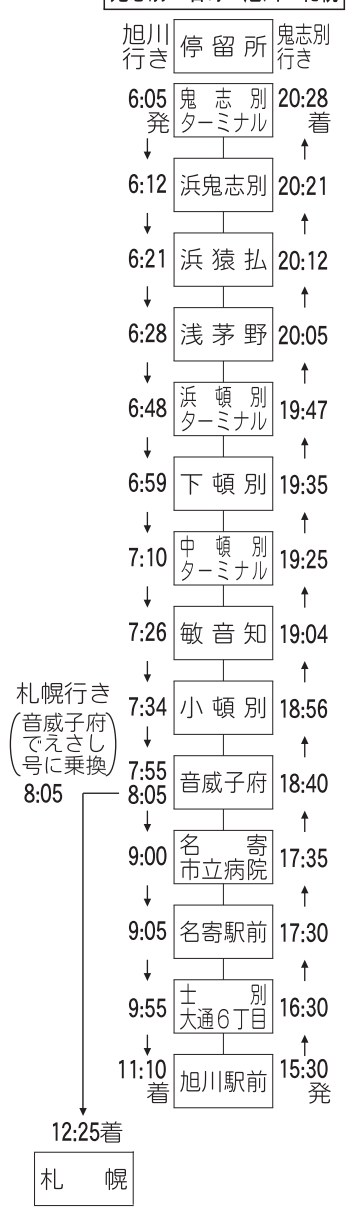 旭川行き 停留所 鬼志別行き
6:05発 鬼志別ターミナル 20:28着
6:12 浜鬼志別 20:21
6:21 浜猿払 20:12
6:28 浅茅野 20:05
6:48 浜頓別ターミナル 19:47
6:59 下頓別 19:35
7:10 中頓別ターミナル 19:25
7:26 敏音知 19:04
7:34 小頓別 18:56
札幌行き
(音威子府
でえさし
号に乗換)
8:05
7:55
8:05 音威子府 18:40
9:00 名寄市立病院 17:35
9:05 名寄駅前 17:30
9:55 士別大通6丁目 16:30
11:10着 旭川駅前 15:30発
12:25着
札幌